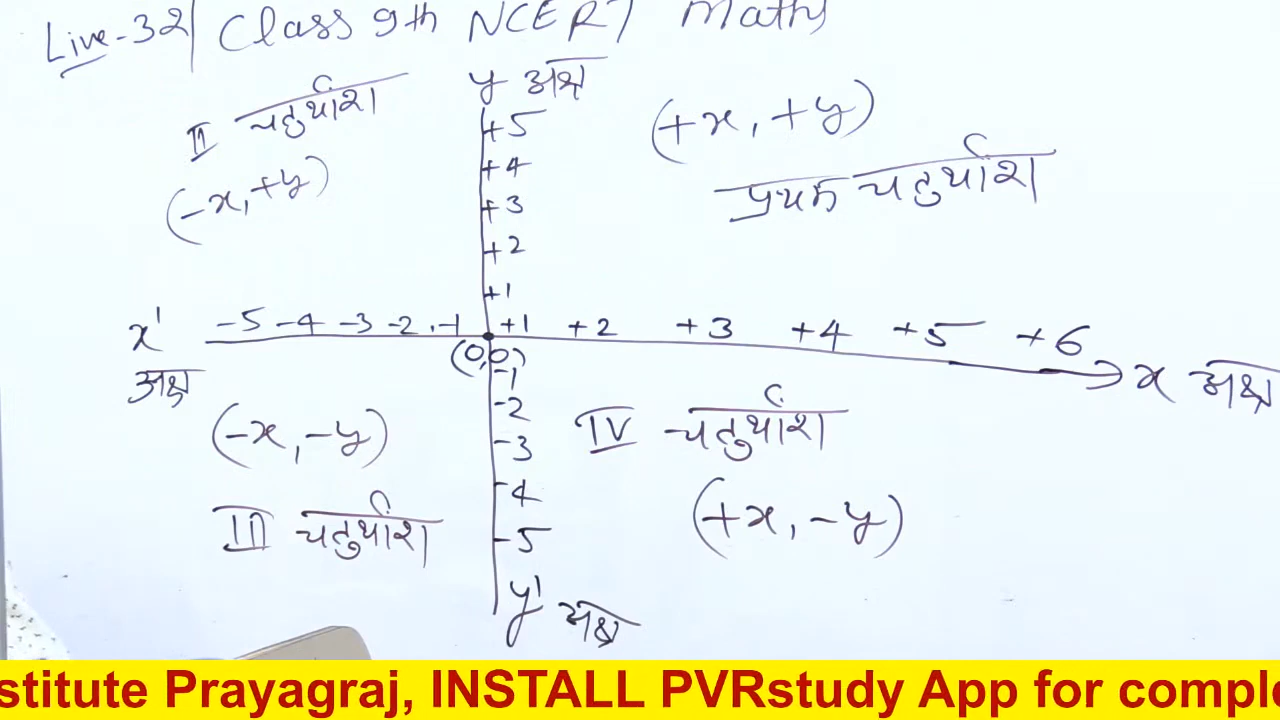 Live-32 | Class 9th NCERT Maths
y अक्ष
II चतुर्थांश
(-x, +y)
(+x, +y)
प्रथम चतुर्थांश
+5
+4
+3
+2
+1
x' -5 -4 -3 -2 -1 +1 +2 +3 +4 +5 +6 x अक्ष
अक्ष
(0,0)
-1
-2
-3
-4
-5
(-x, -y)
III चतुर्थांश
IV चतुर्थांश
(+x, -y)
y' अक्ष
stitute Prayagraj, INSTALL PVRstudy App for comple